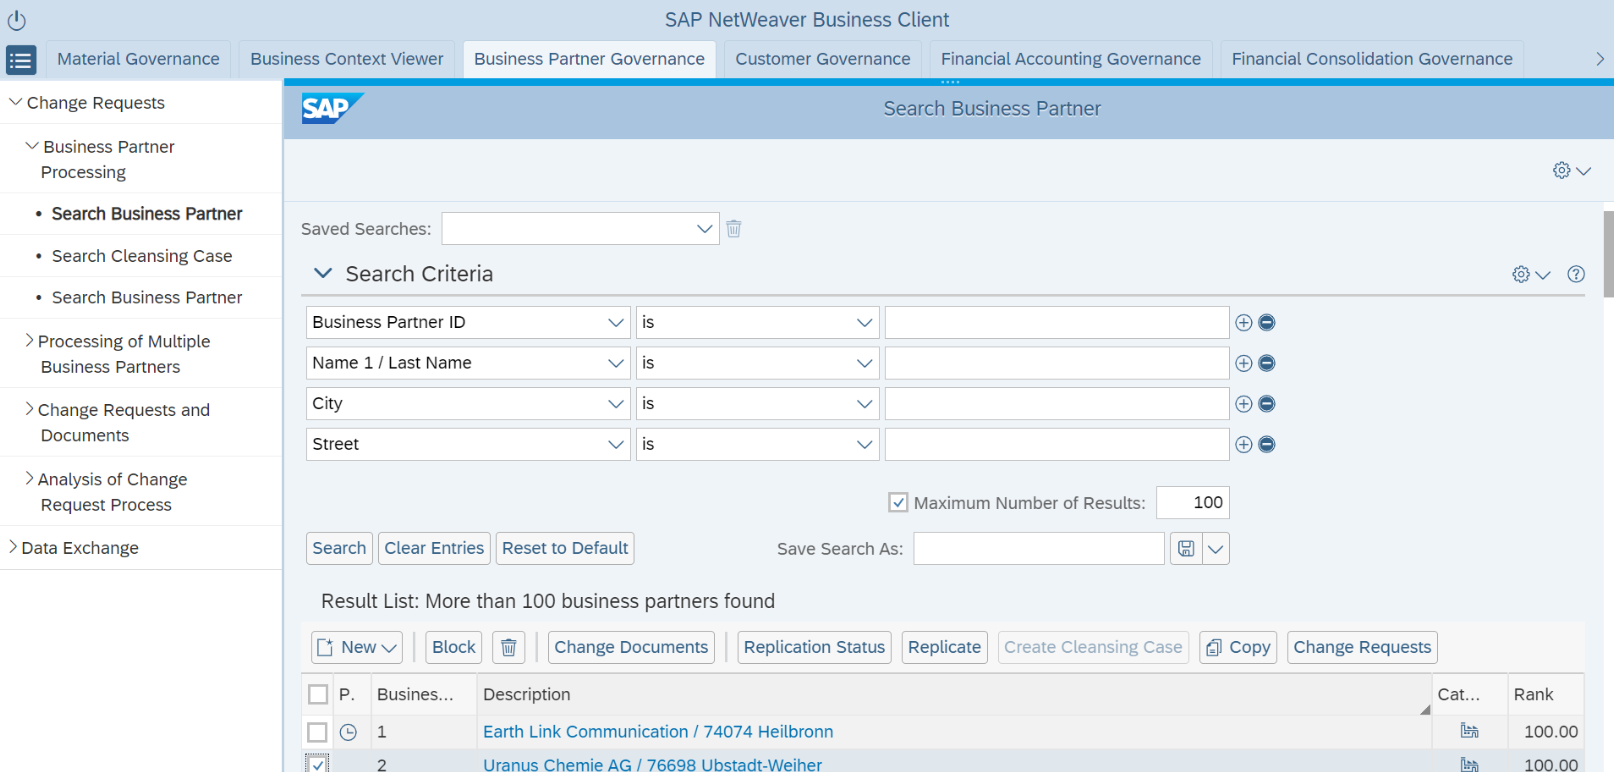 SAP NetWeaver Business Client
Material Governance
Business Context Viewer
Business Partner Governance
Customer Governance
Financial Accounting Governance
Financial Consolidation Governance
Change Requests
Business Partner
Processing
• Search Business Partner
• Search Cleansing Case
• Search Business Partner
Processing of Multiple
Business Partners
Change Requests and
Documents
Analysis of Change
Request Process
Data Exchange
SAP
Search Business Partner
Saved Searches:
Search Criteria
Business Partner ID is
Name 1 / Last Name is
City is
Street is
Maximum Number of Results: 100
Search Clear Entries Reset to Default Save Search As:
Result List: More than 100 business partners found
New Block Change Documents Replication Status Replicate Create Cleansing Case Copy Change Requests
P. Busines... Description Cat... Rank
1 Earth Link Communication / 74074 Heilbronn 100.00
2 Uranus Chemie AG / 76698 Ubstadt-Weiher 100.00